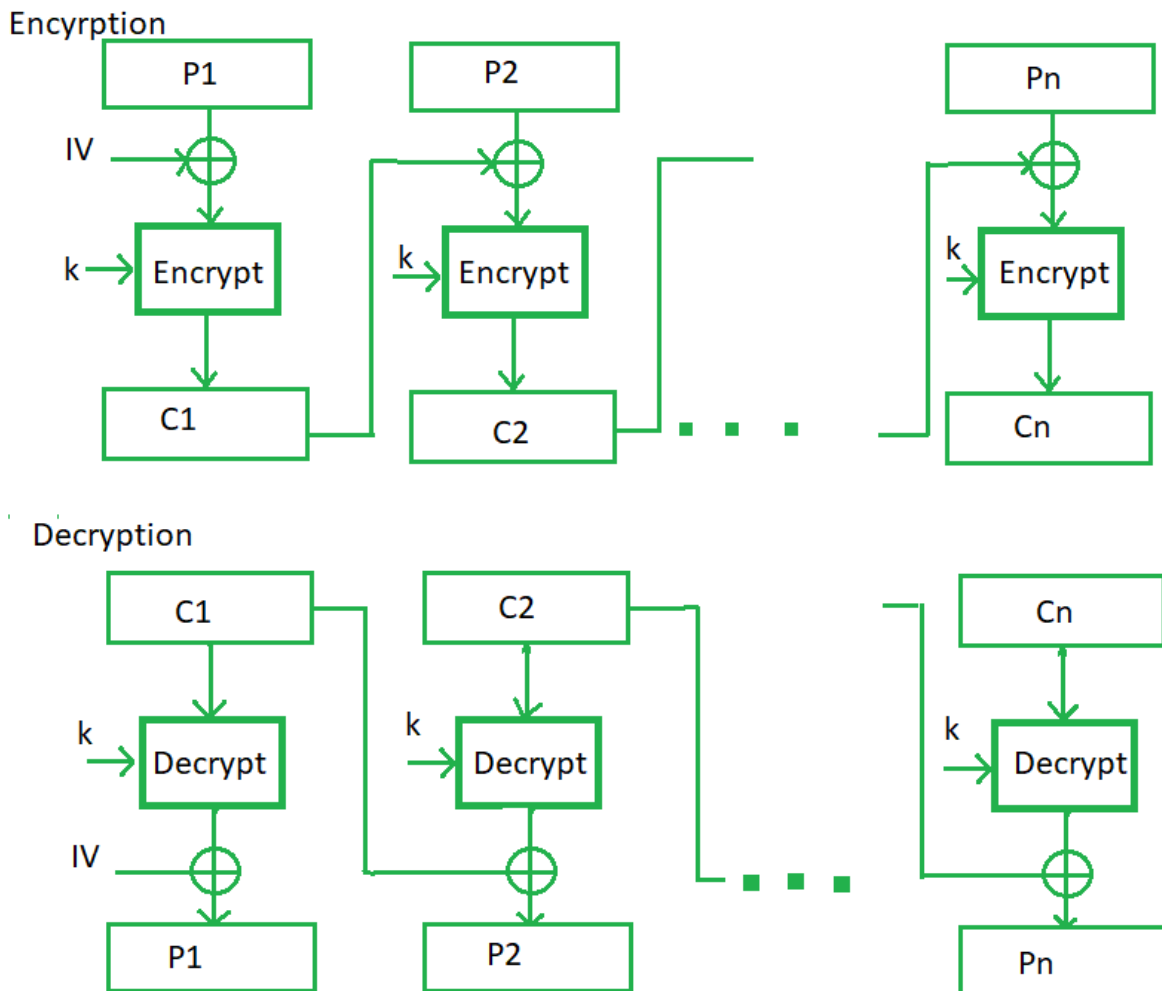 Encyrption
P1 P2 Pn
IV
k Encrypt k Encrypt k Encrypt
C1 C2 Cn
Decryption
C1 C2 Cn
k Decrypt k Decrypt k Decrypt
IV
P1 P2 Pn